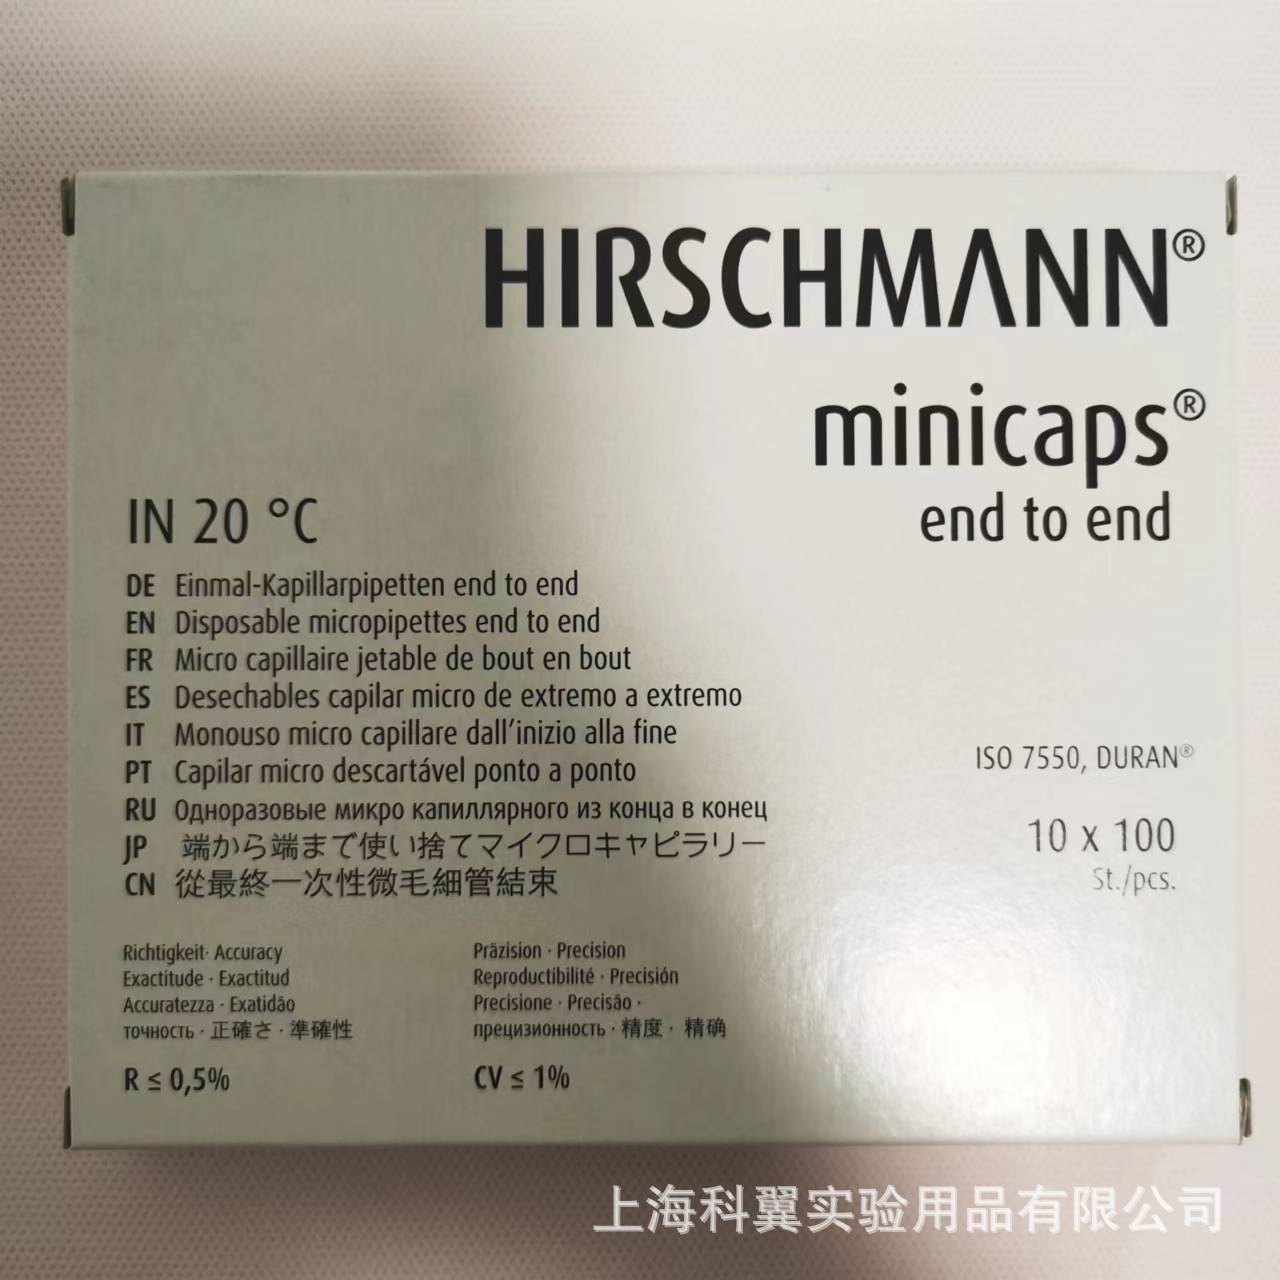 HIRSCHMANN®
minicaps®
end to end
IN 20 °C
DE Einmal-Kapillarpipetten end to end
EN Disposable micropipettes end to end
FR Micro capillaire jetable de bout en bout
ES Desechables capilar micro de extremo a extremo
IT Monouso micro capillare dall'inizio alla fine
PT Capilar micro descartável ponto a ponto
RU Одноразовые микро капиллярного из конца в конец
JP 端から端まで使い捨てマイクロキャピラリー
CN 從最終一次性微毛細管結束
ISO 7550, DURAN®
10 x 100
St./pcs.
Richtigkeit· Accuracy
Exactitude · Exactitud
Accuratezza · Exatidão
точность · 正確さ · 準確性
R ≤ 0,5%
Präzision · Precision
Reproductibilité · Precisión
Precisione · Precisão ·
прецизионность · 精度 · 精确
CV ≤ 1%
上海科翼实验用品有限公司